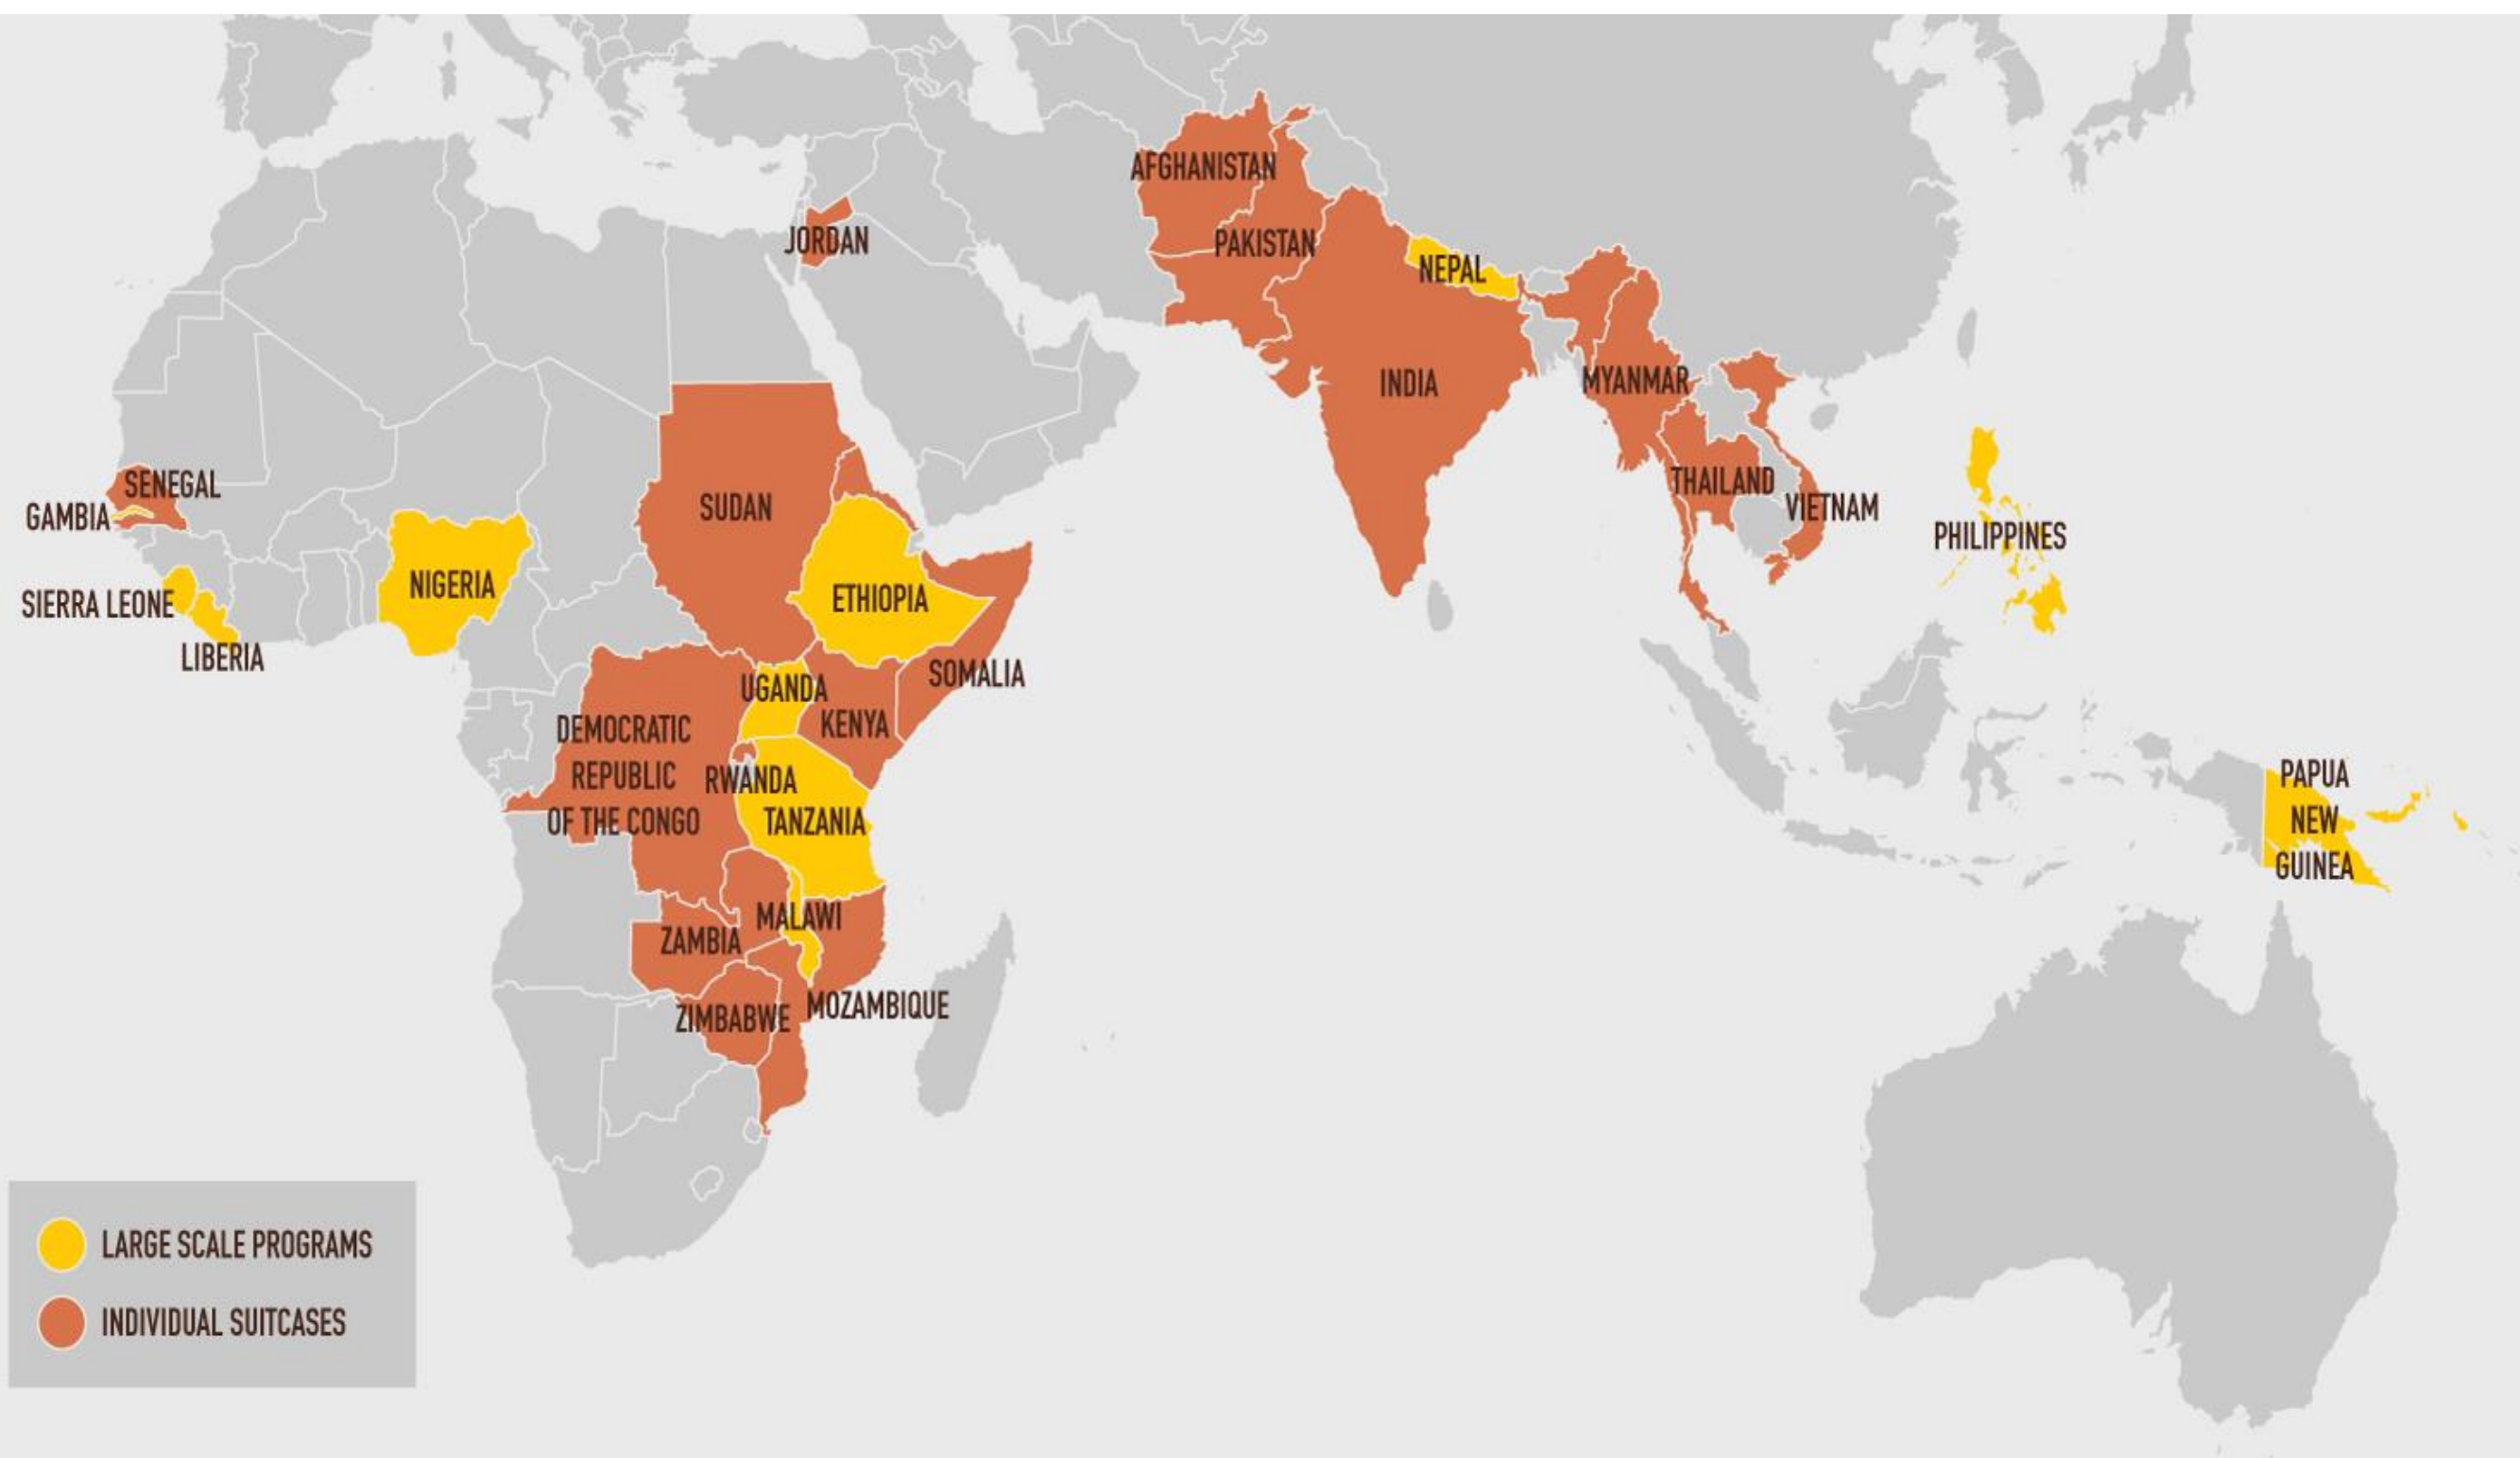 AFGHANISTAN
JORDAN
PAKISTAN
NEPAL
INDIA
MYANMAR
SENEGAL
GAMBIA
SUDAN
THAILAND
VIETNAM
PHILIPPINES
NIGERIA
ETHIOPIA
SIERRA LEONE
LIBERIA
SOMALIA
UGANDA
KENYA
DEMOCRATIC
REPUBLIC
OF THE CONGO
RWANDA
TANZANIA
PAPUA
NEW
GUINEA
MALAWI
ZAMBIA
MOZAMBIQUE
ZIMBABWE
LARGE SCALE PROGRAMS
INDIVIDUAL SUITCASES